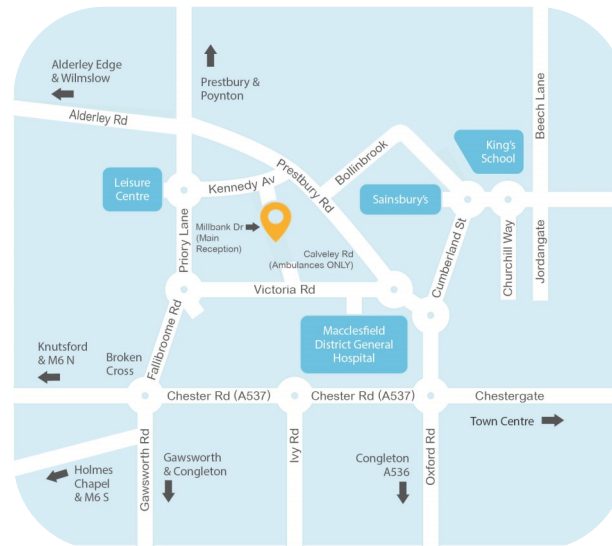 Alderley Edge
& Wilmslow
Prestbury &
Poynton
Beech Lane
Alderley Rd
King's
School
Bollinbrook
Prestbury Rd
Leisure
Centre
Kennedy Av
Sainsbury's
Priory Lane
Millbank Dr
(Main
Reception)
Calveley Rd
(Ambulances ONLY)
Cumberland St
Churchill Way
Jordangate
Victoria Rd
Fallibroome Rd
Macclesfield
District General
Hospital
Knutsford
& M6 N
Broken
Cross
Chester Rd (A537)
Chester Rd (A537)
Chestergate
Town Centre
Gawsworth Rd
Ivy Rd
Oxford Rd
Holmes
Chapel
& M6 S
Gawsworth
& Congleton
Congleton
A536